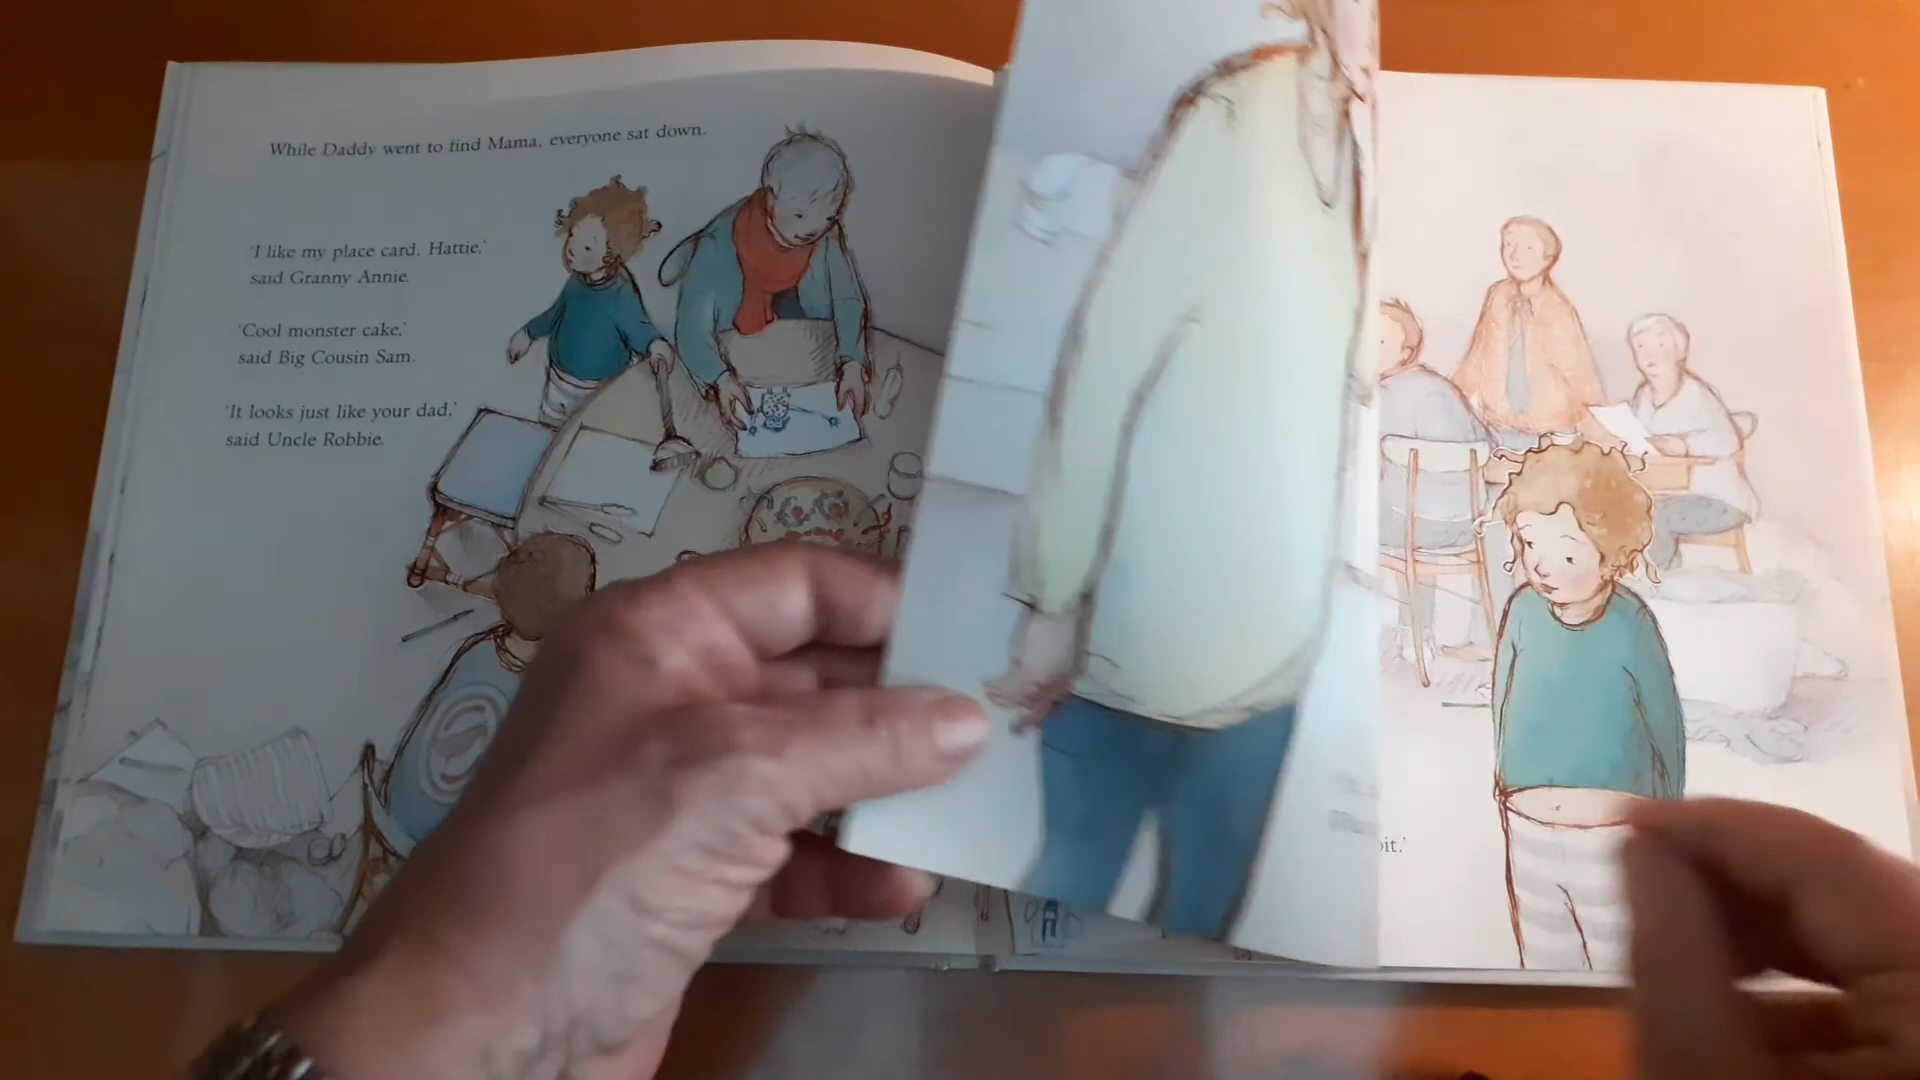 While Daddy went to find Mama, everyone sat down.
'I like my place card, Hattie,'
said Granny Annie.
'Cool monster cake,'
said Big Cousin Sam.
'It looks just like your dad,'
said Uncle Robbie.